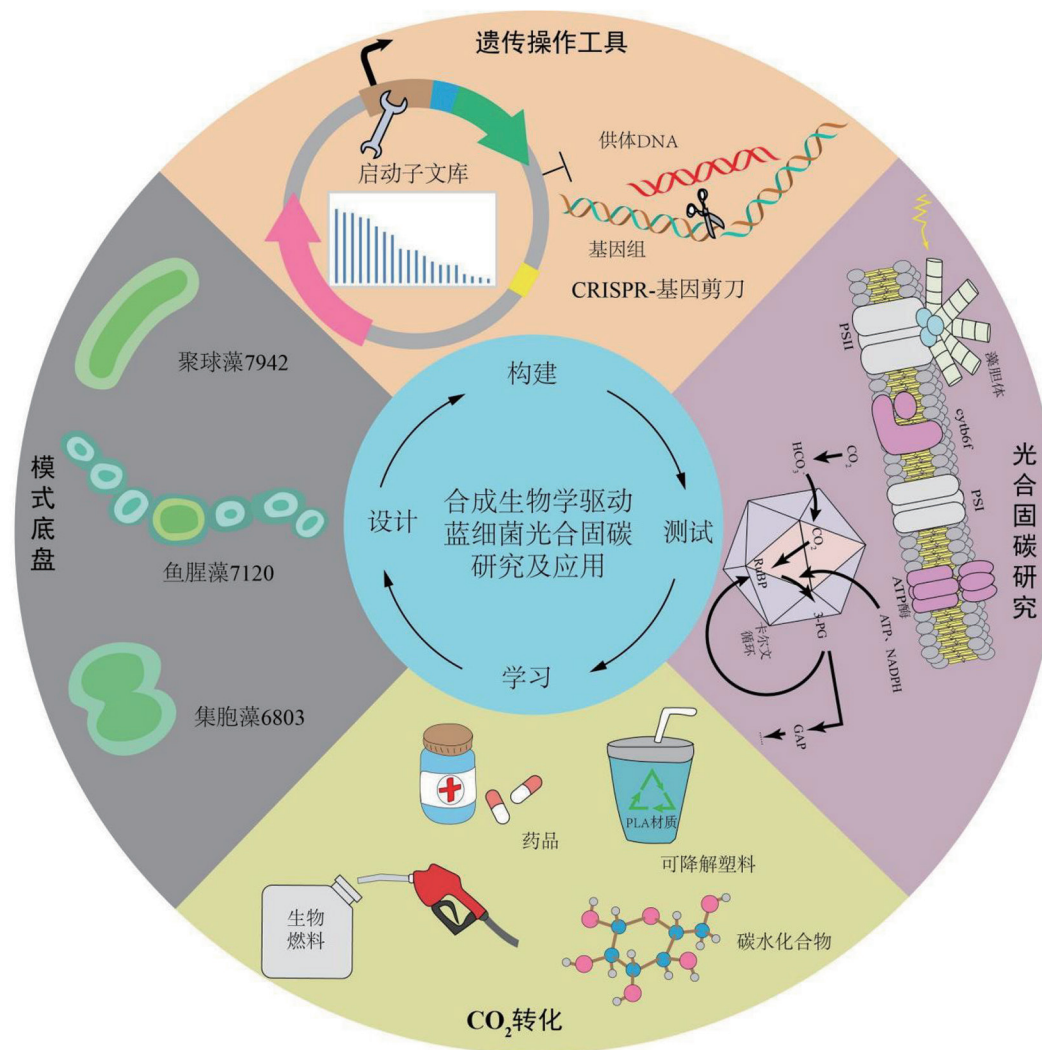 遗传操作工具
启动子文库
供体DNA
基因组
CRISPR-基因剪刀
模式底盘
聚球藻7942
鱼腥藻7120
集胞藻6803
构建
设计
合成生物学驱动
蓝细菌光合固碳
研究及应用
测试
学习
光合固碳研究
藻胆体
PSII
cytb6f
PSI
ATP酶
CO₂
HCO₃⁻
CO₂
RuBP
3-PG
ATP、NADPH
卡尔文
循环
GAP
......
药品
PLA材质
可降解塑料
生物
燃料
碳水化合物
CO₂转化